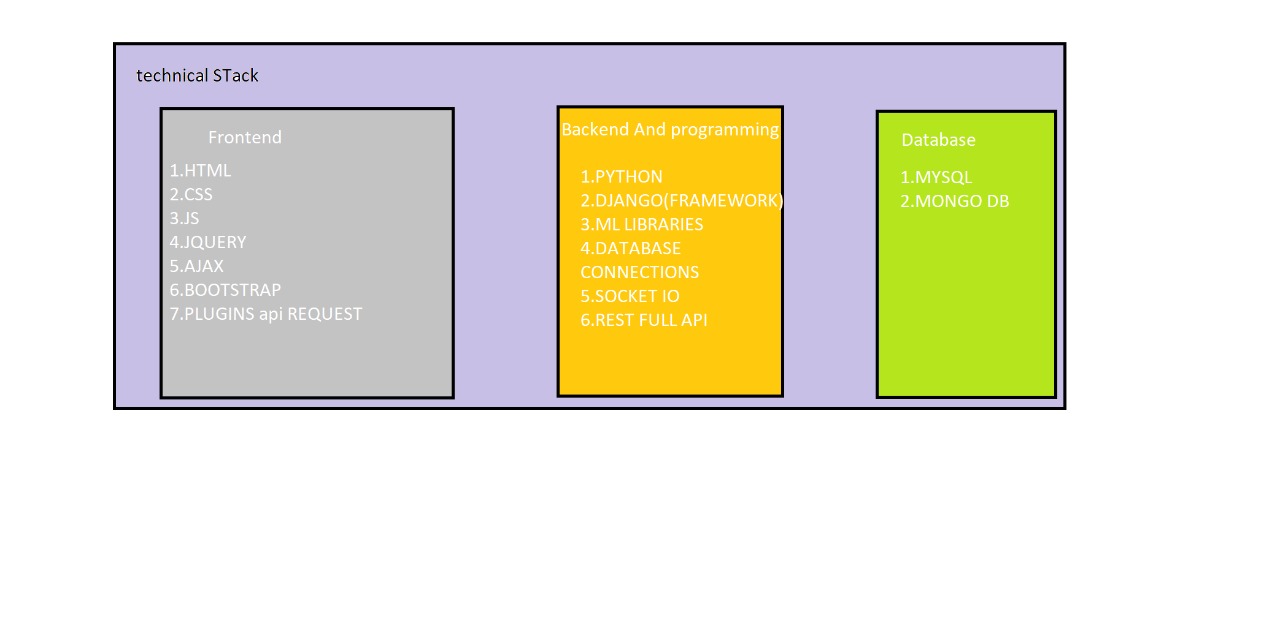 technical STack
Frontend
1.HTML
2.CSS
3.JS
4.JQUERY
5.AJAX
6.BOOTSTRAP
7.PLUGINS api REQUEST
Backend And programming
1.PYTHON
2.DJANGO(FRAMEWORK)
3.ML LIBRARIES
4.DATABASE
CONNECTIONS
5.SOCKET IO
6.REST FULL API
Database
1.MYSQL
2.MONGO DB